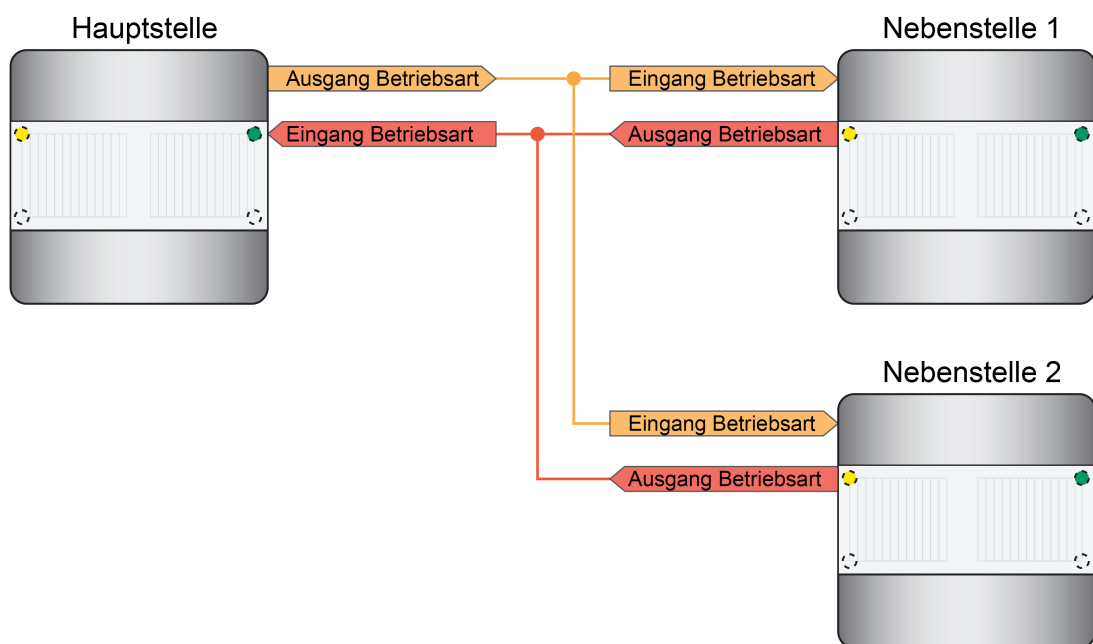 Hauptstelle
Nebenstelle 1
Ausgang Betriebsart
Eingang Betriebsart
Eingang Betriebsart
Ausgang Betriebsart
Nebenstelle 2
Eingang Betriebsart
Ausgang Betriebsart